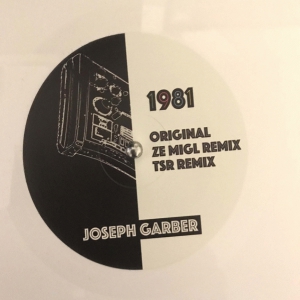 1981
ORIGINAL
ZE MIGL REMIX
TSR REMIX
JOSEPH GARBER